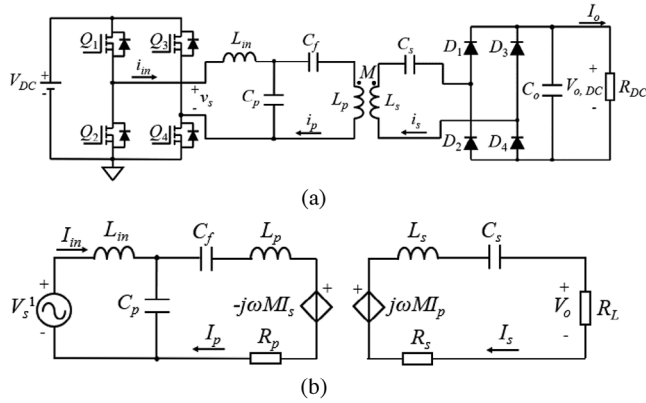 Q1 Q3 Lin Cf Cs D1 D3 Io
VDC + - iin + vs - Cp Lp M Ls Co + Vo, DC - RDC
Q2 Q4 ip is D2 D4
(a)
Iin Lin Cf Lp Ls Cs
+ Vs1 - Cp + -jωMIs - + jωMIp - + Vo - RL
Ip Rp Rs Is
(b)